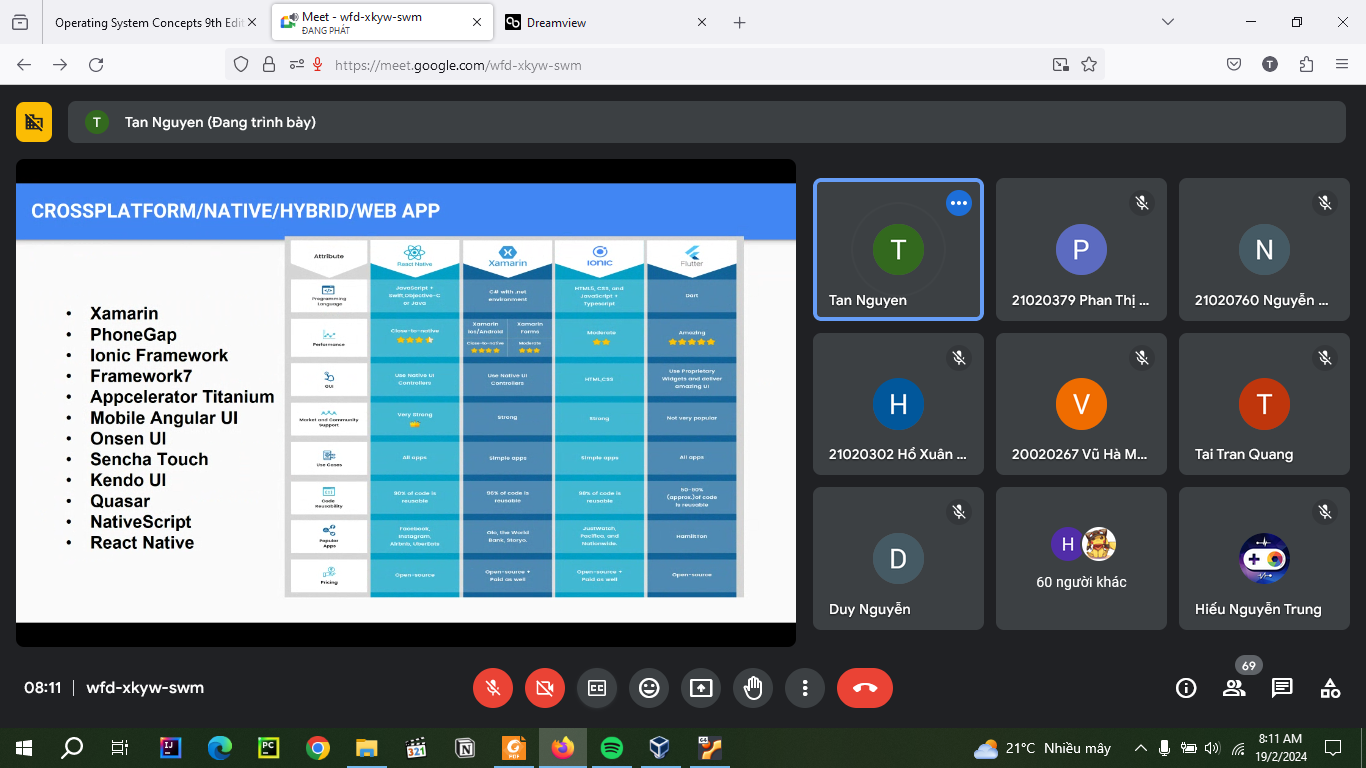 Operating System Concepts 9th Edit
Meet - wfd-xkyw-swm
ĐANG PHÁT
Dreamview
https://meet.google.com/wfd-xkyw-swm
T
T
Tan Nguyen (Đang trình bày)
CROSSPLATFORM/NATIVE/HYBRID/WEB APP
• Xamarin
• PhoneGap
• Ionic Framework
• Framework7
• Appcelerator Titanium
• Mobile Angular UI
• Onsen UI
• Sencha Touch
• Kendo UI
• Quasar
• NativeScript
• React Native
Attribute
React Native
Xamarin
IONIC
Flutter
Programming Language
JavaScript + Swift,Objective-C or Java
C# with .net environment
HTML5, CSS, and JavaScript + Typescript
Dart
Performance
Close-to-native
Xamarin ios/Android
Close-to-native
Xamarin Forms
Moderate
Moderate
Amazing
GUI
Use Native UI Controllers
Use Native UI Controllers
HTML,CSS
Use Proprietary Widgets and deliver amazing UI
Market and Community Support
Very Strong
Strong
Strong
Not very popular
Use Cases
All apps
Simple apps
Simple apps
All apps
Code Reusability
90% of code is reusable
96% of code is reusable
98% of code is reusable
50-90% (approx.)of code is reusable
Popular Apps
Facebook, Instagram, Airbnb, UberEats
Olo, the World Bank, Storyo,
JustWatch, Pacifica, and Nationwide.
Hamilton
Pricing
Open-source
Open-source + Paid as well
Open-source + Paid as well
Open-source
T
Tan Nguyen
P
21020379 Phan Thị ...
N
21020760 Nguyễn ...
H
21020302 Hồ Xuân ...
V
20020267 Vũ Hà M...
T
Tai Tran Quang
D
Duy Nguyễn
H
60 người khác
Hiếu Nguyễn Trung
08:11 | wfd-xkyw-swm
69
IJ
PC
321
N
PDF
64
21°C Nhiều mây
8:11 AM
19/2/2024